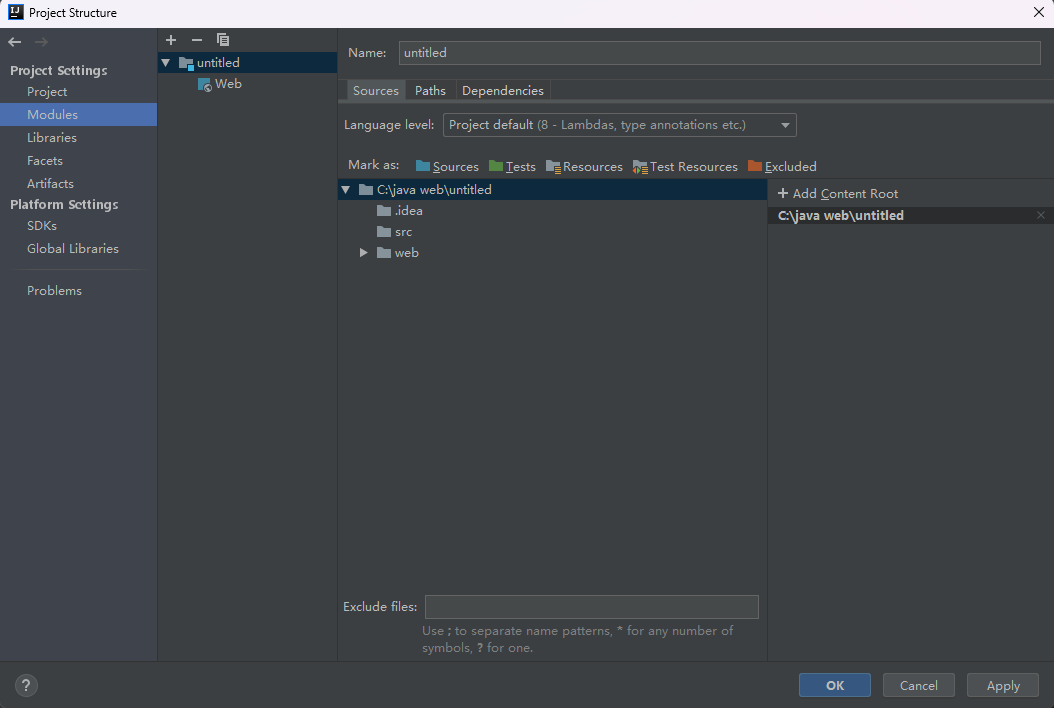 Project Structure
Project Settings
Project
Modules
Libraries
Facets
Artifacts
Platform Settings
SDKs
Global Libraries
Problems
untitled
Web
Name: untitled
Sources Paths Dependencies
Language level: Project default (8 - Lambdas, type annotations etc.)
Mark as: Sources Tests Resources Test Resources Excluded
C:\java web\untitled
.idea
src
web
+ Add Content Root
C:\java web\untitled
Exclude files:
Use ; to separate name patterns, * for any number of
symbols, ? for one.
? OK Cancel Apply